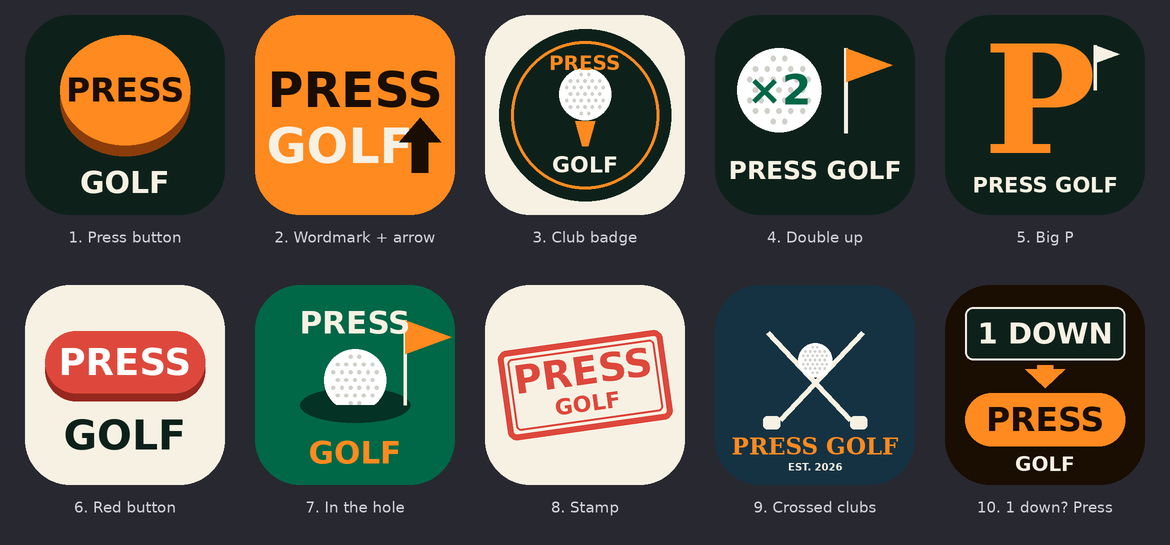 PRESS
GOLF
1. Press button
PRESS
GOLF
2. Wordmark + arrow
PRESS
GOLF
3. Club badge
×2
PRESS GOLF
4. Double up
P
PRESS GOLF
5. Big P
PRESS
GOLF
6. Red button
PRESS
GOLF
7. In the hole
PRESS
GOLF
8. Stamp
PRESS GOLF
EST. 2026
9. Crossed clubs
1 DOWN
PRESS
GOLF
10. 1 down? Press